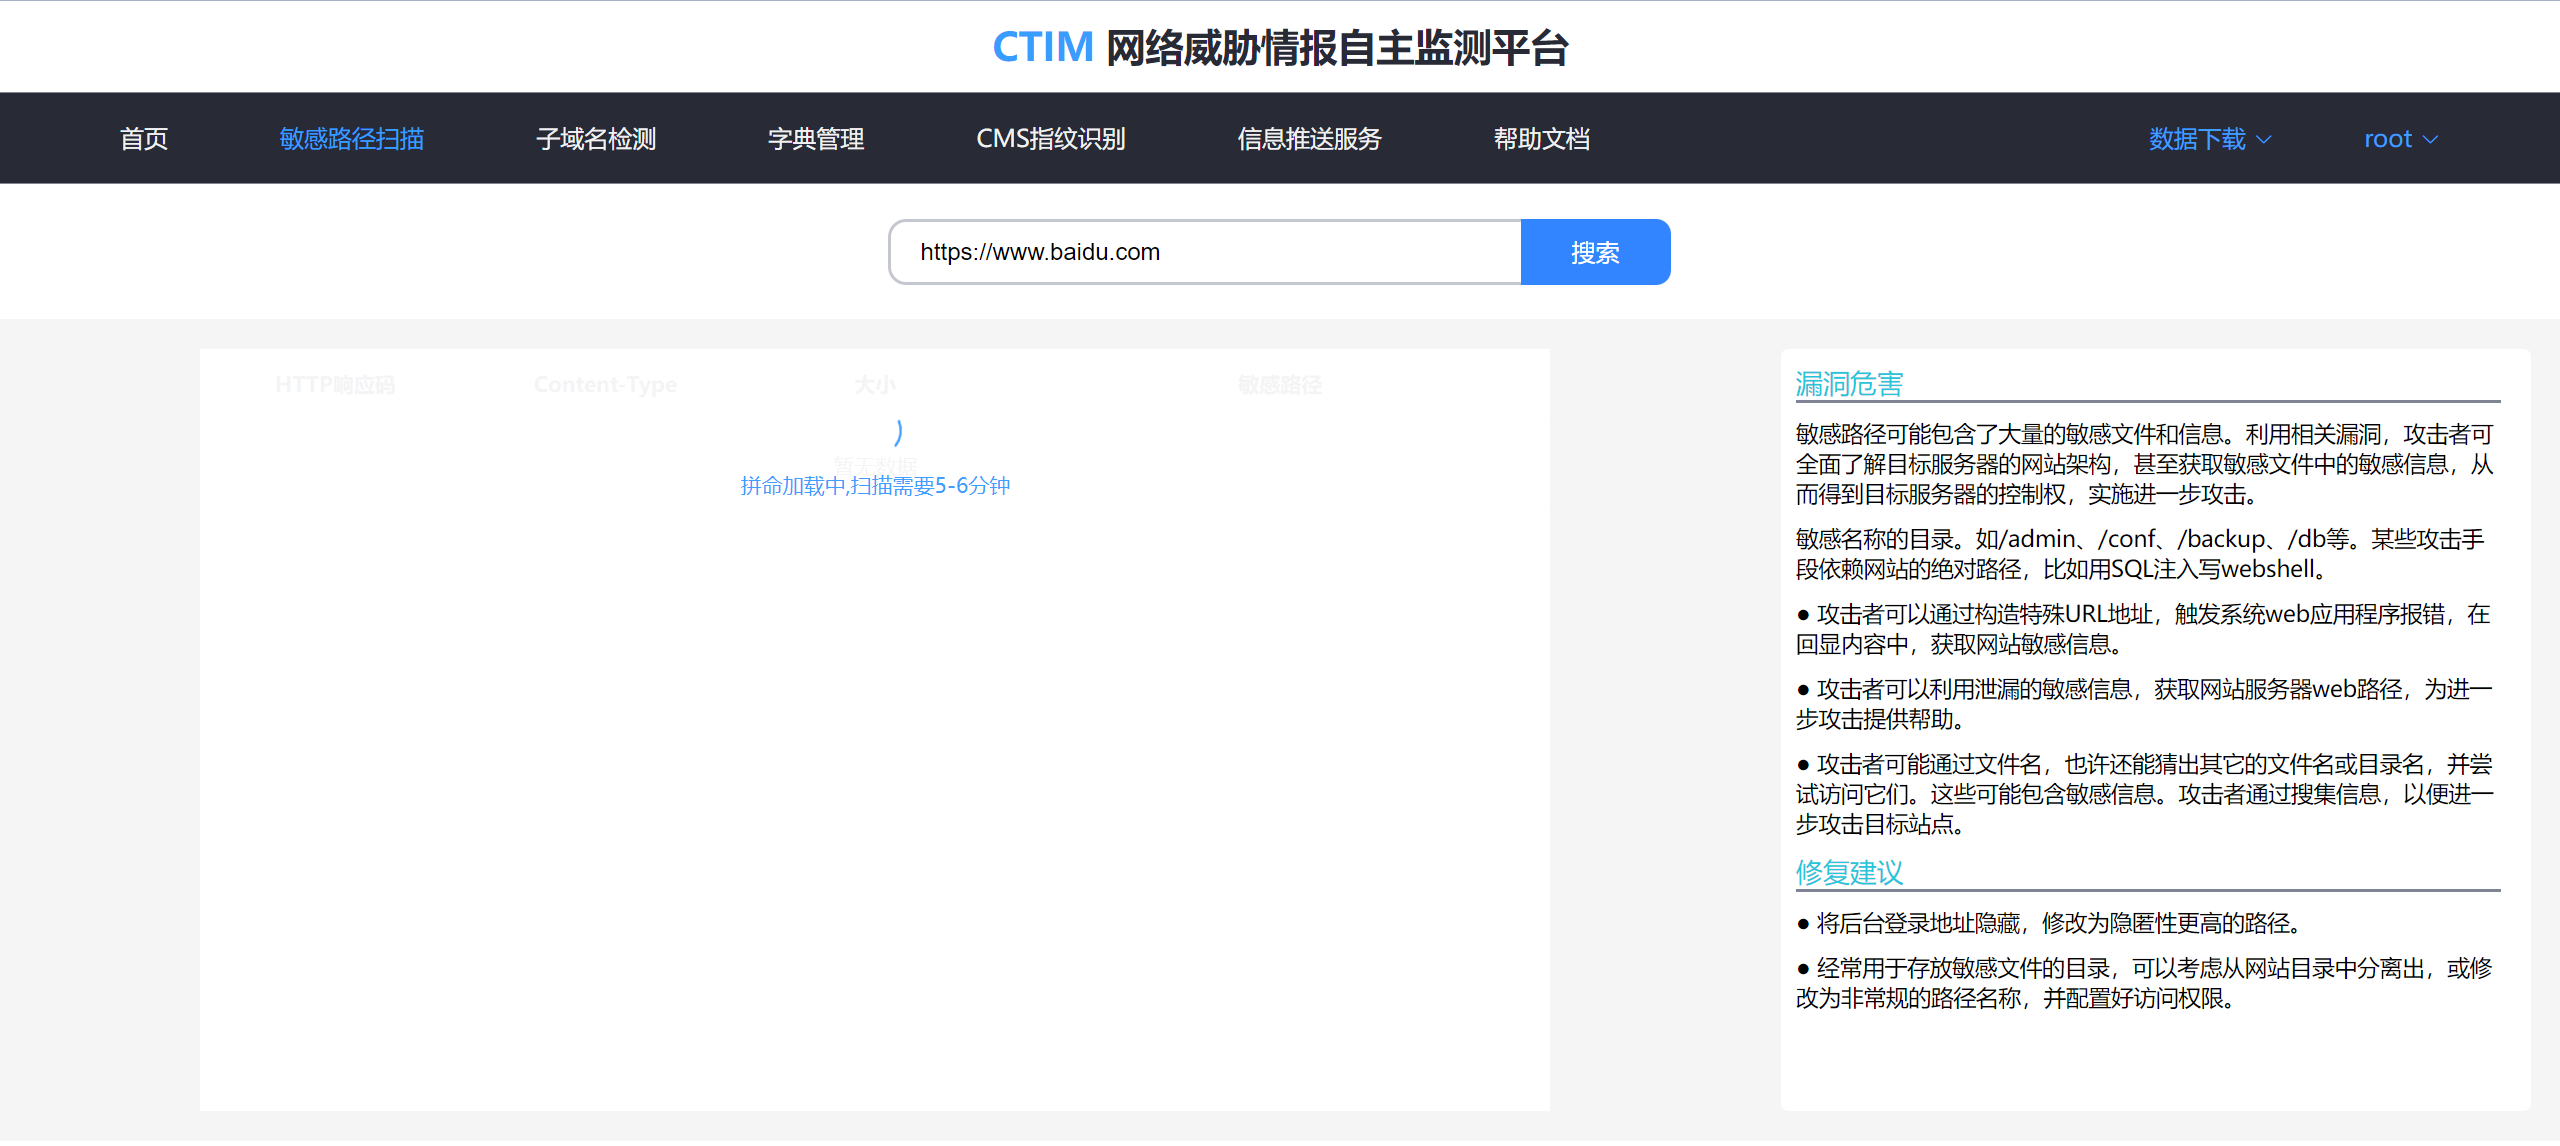 CTIM 网络威胁情报自主监测平台
首页 敏感路径扫描 子域名检测 字典管理 CMS指纹识别 信息推送服务 帮助文档 数据下载 root
https://www.baidu.com 搜索
HTTP响应码 Content-Type 大小 敏感路径
暂无数据
拼命加载中,扫描需要5-6分钟
漏洞危害
敏感路径可能包含了大量的敏感文件和信息。利用相关漏洞，攻击者可
全面了解目标服务器的网站架构，甚至获取敏感文件中的敏感信息，从
而得到目标服务器的控制权，实施进一步攻击。
敏感名称的目录。如/admin、/conf、/backup、/db等。某些攻击手
段依赖网站的绝对路径，比如用SQL注入写webshell。
● 攻击者可以通过构造特殊URL地址，触发系统web应用程序报错，在
回显内容中，获取网站敏感信息。
● 攻击者可以利用泄漏的敏感信息，获取网站服务器web路径，为进一
步攻击提供帮助。
● 攻击者可能通过文件名，也许还能猜出其它的文件名或目录名，并尝
试访问它们。这些可能包含敏感信息。攻击者通过搜集信息，以便进一
步攻击目标站点。
修复建议
● 将后台登录地址隐藏，修改为隐匿性更高的路径。
● 经常用于存放敏感文件的目录，可以考虑从网站目录中分离出，或修
改为非常规的路径名称，并配置好访问权限。